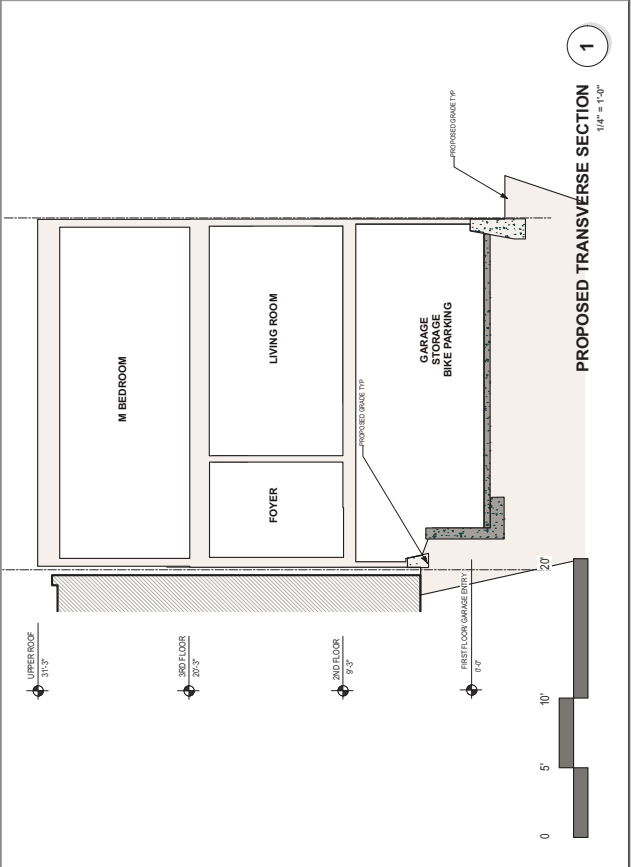 UPPER ROOF
31'-3"
3RD FLOOR
20'-3"
2ND FLOOR
9'-3"
FIRST FLOOR/ GARAGE ENTRY
0'-0"
M BEDROOM
FOYER
LIVING ROOM
GARAGE
STORAGE
BIKE PARKING
PROPOSED GRADE TYP
PROPOSED GRADE TYP
0
5'
10'
20'
PROPOSED TRANSVERSE SECTION
1/4" = 1'-0"
1